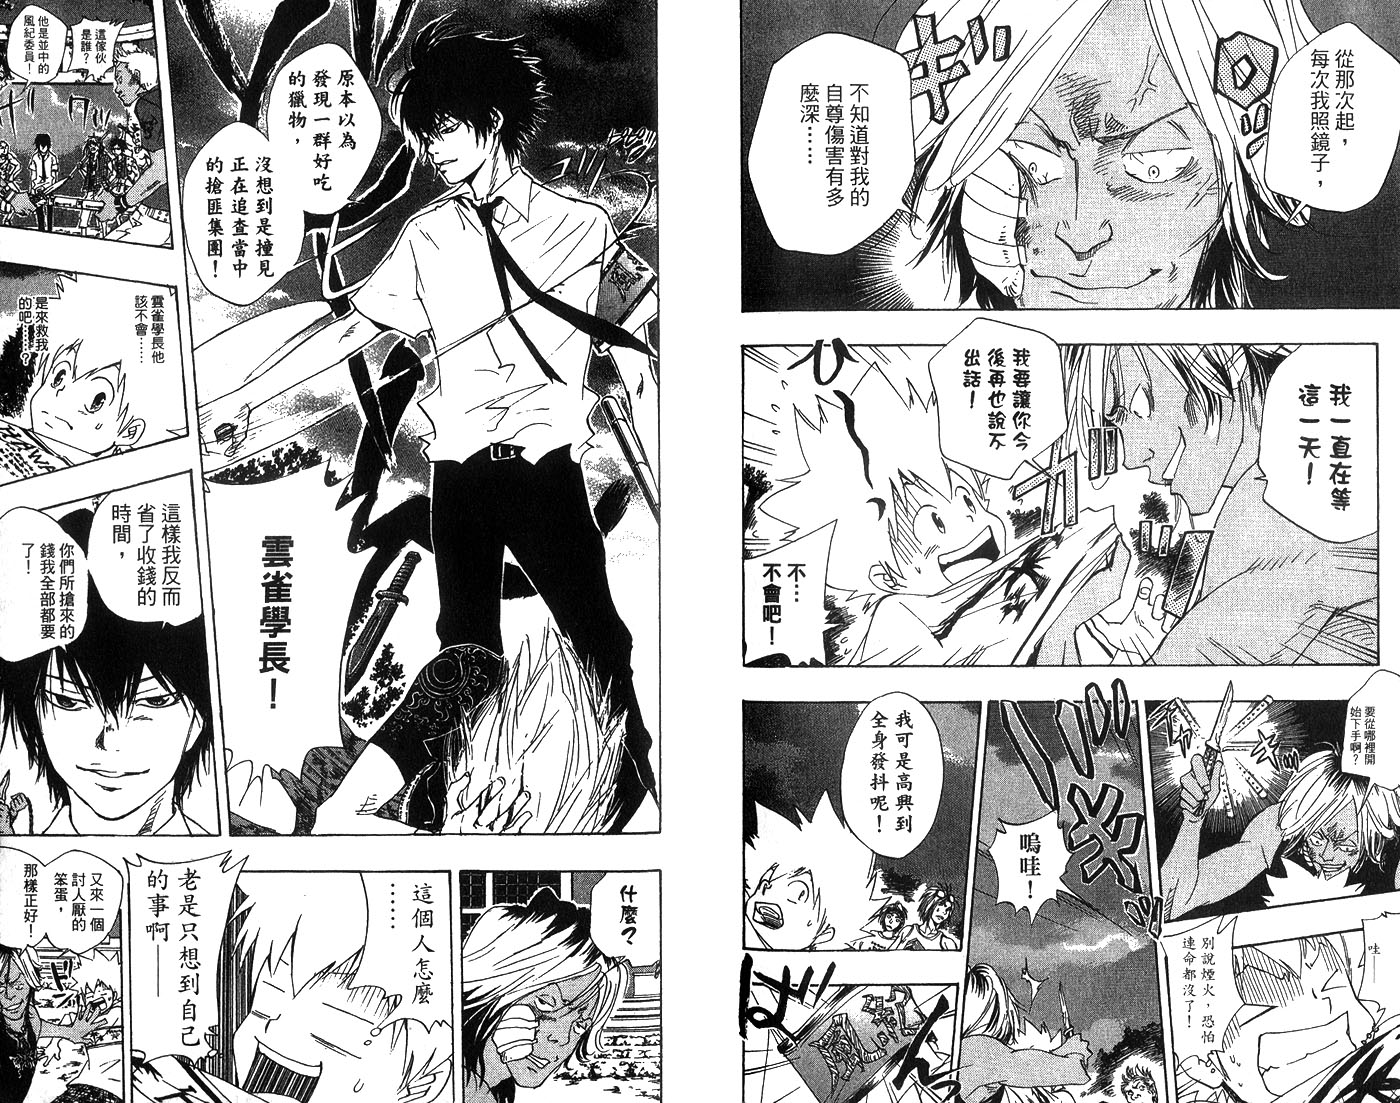 從那次起，
每次我照鏡子，
不知道對我的
自尊傷害有多
麼深……
我一直在等
這一天！
我要讓你今
後再也說不
出話！
不…
不會吧！
要從哪裡開
始下手啊？
哇——
別說煙火，恐怕
連命都沒了！
嗚哇！
我可是高興到
全身發抖呢！
原本以為
發現一群好吃
的獵物，
沒想到是撞見
正在追查當中
的搶匪集團！
風
雲雀學長！
這傢伙
是誰？
他是並中的
風紀委員！
雲雀學長他
該不會……
是來救我
的吧……？
這樣我反而
省了收錢的
時間，
你們所搶來的
錢我全部都要
了！
什麼？
這個人怎麼
……
老是只想到自己
的事啊——
又來一個
討人厭的
笨蛋，
那樣正好！